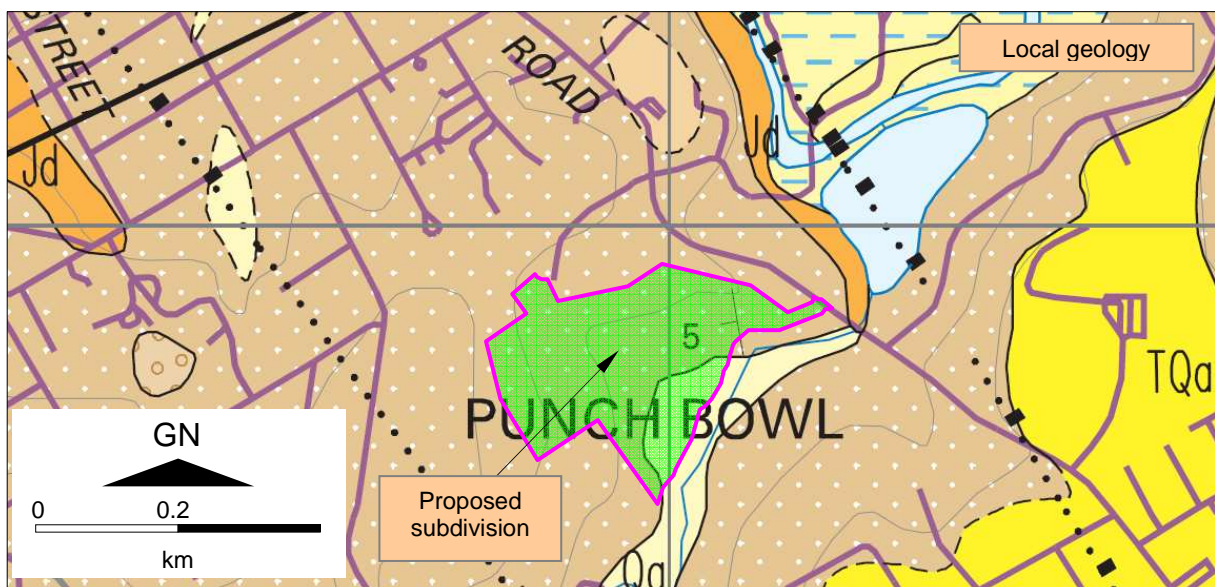 STREET
ROAD
Local geology
Jd
Jd
5
TQa
PUNCH BOWL
GN
0 0.2
km
Proposed
subdivision
Qa